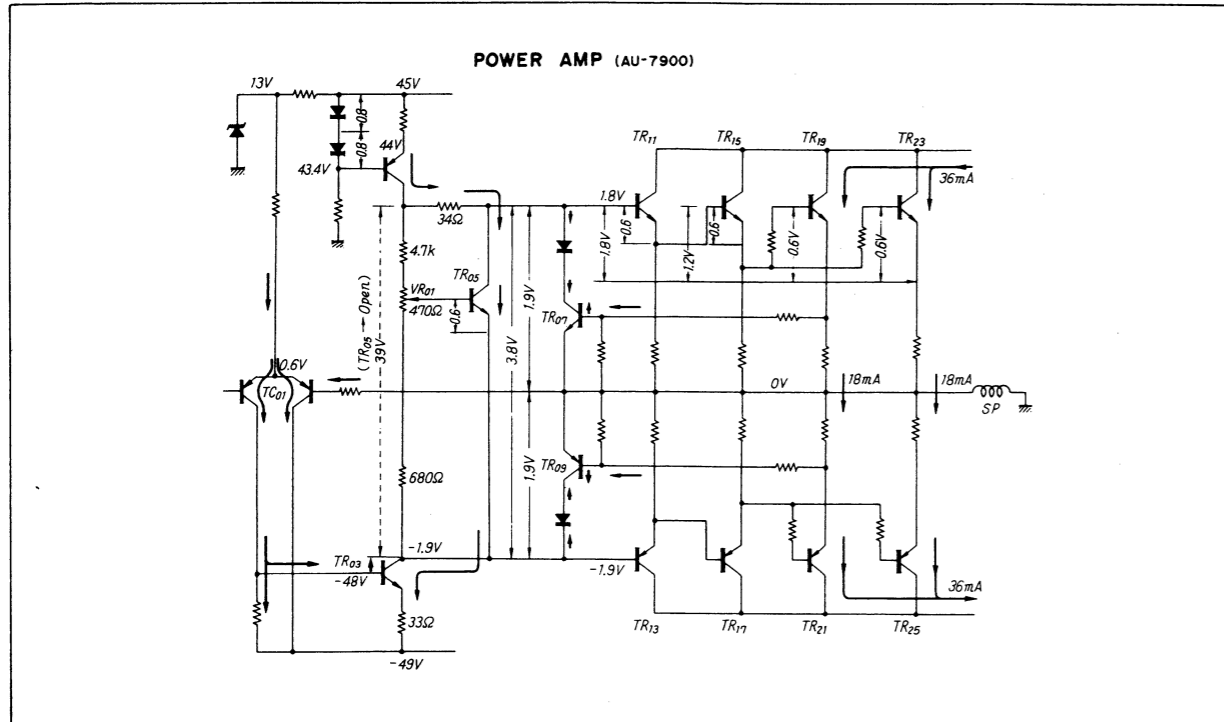 POWER AMP (AU-7900)
13V
45V
0.8
0.8
44V
43.4V
TR11
TR15
TR19
TR23
36mA
34Ω
1.8V
0.6
1.8V
1.2V
0.6
0.6V
0.6V
4.7k
TR05
VR01
470Ω
0.6
(TR05 → Open)
39V
3.8V
1.9V
1.9V
TR07
0.6V
TC01
0V
18mA
18mA
SP
TR09
680Ω
-1.9V
TR03
-48V
-1.9V
33Ω
36mA
TR13
TR17
TR21
TR25
-49V